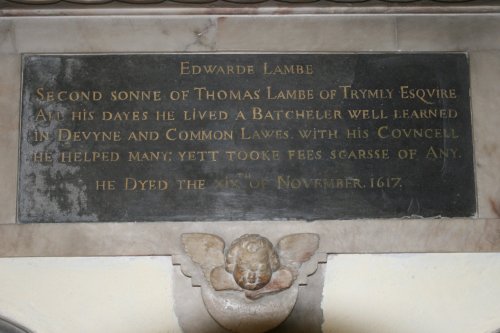 Edwarde Lambe
Second sonne of Thomas Lambe of Trymly Esqvire
All his dayes he lived a Batcheler well learned
in Devyne and Common Lawes. with his Covncell
he helped many, yett tooke fees scarsse of Any.
he Dyed the xixth of November. 1617.